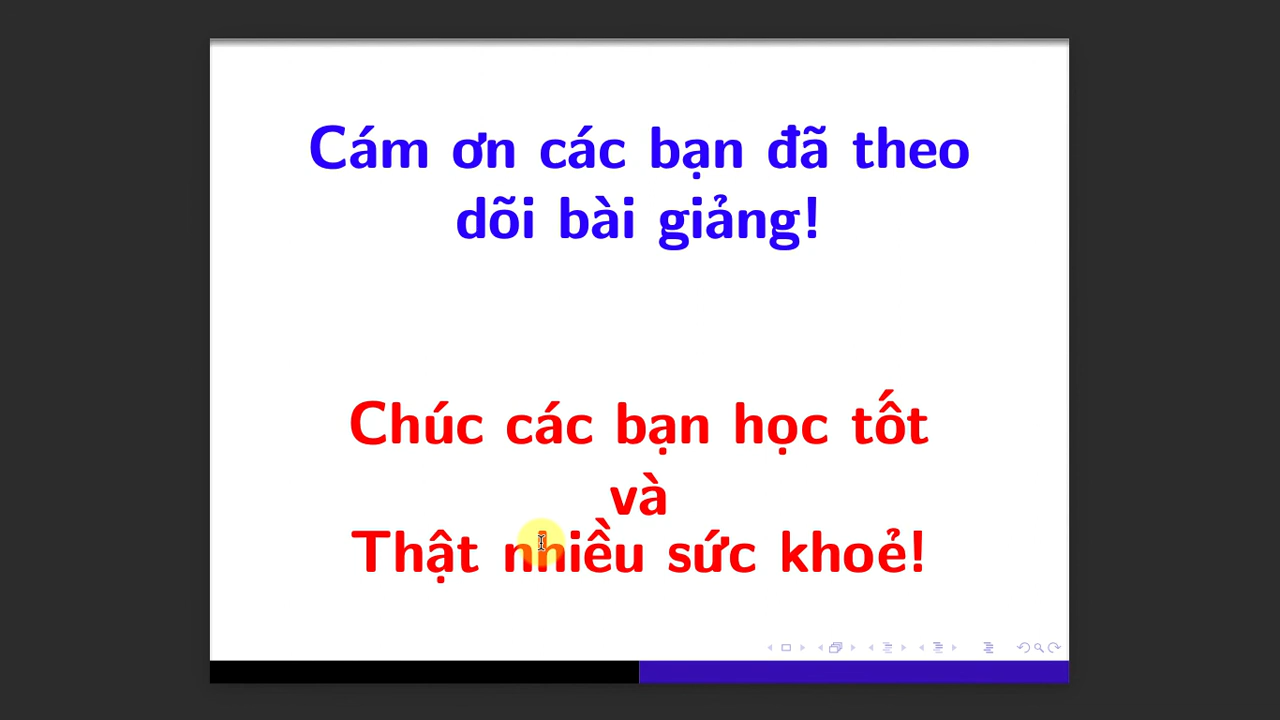 Cám ơn các bạn đã theo
dõi bài giảng!
Chúc các bạn học tốt
và
Thật nhiều sức khoẻ!